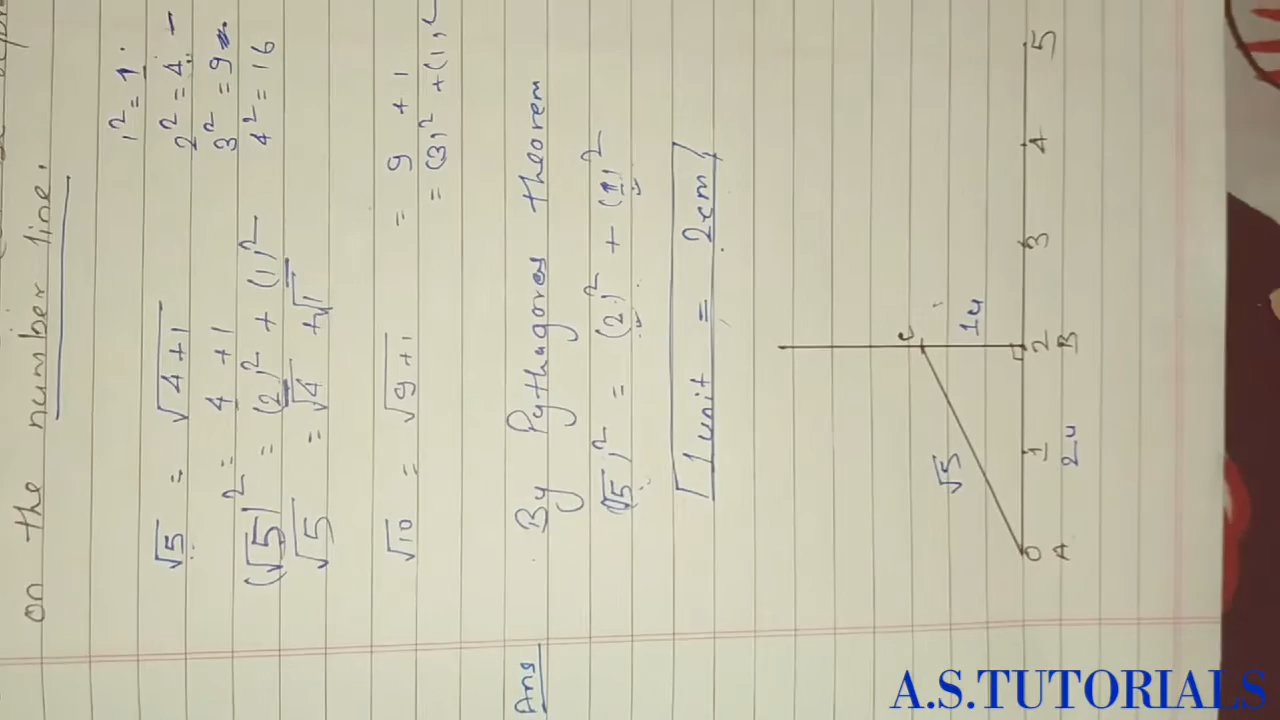 on the number line.
1² = 1.
√5 = √4+1 2² = 4
= 4 + 1 3² = 9
(√5)² = (2)² + (1)² 4² = 16
√5 = √4 + √1
√10 = √9+1 = 9 + 1
= (3)² + (1)²
Ans By Pythagores theorem
(√5)² = (2)² + (1)²
1 unit = 2cm
C
√5 1u
0 1 2 3 4 5
A 2u B
A.S.TUTORIALS